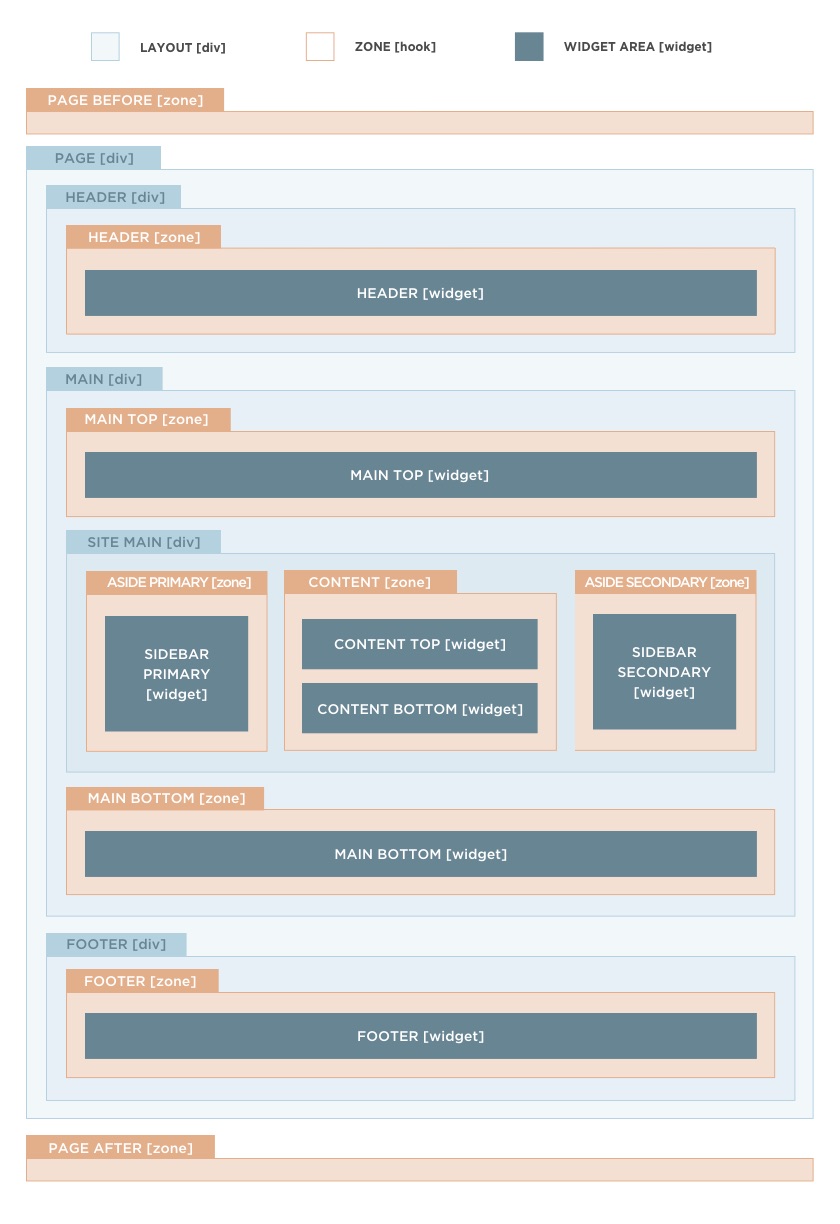 LAYOUT [div]
ZONE [hook]
WIDGET AREA [widget]
PAGE BEFORE [zone]
PAGE [div]
HEADER [div]
HEADER [zone]
HEADER [widget]
MAIN [div]
MAIN TOP [zone]
MAIN TOP [widget]
SITE MAIN [div]
ASIDE PRIMARY [zone]
SIDEBAR
PRIMARY
[widget]
CONTENT [zone]
CONTENT TOP [widget]
CONTENT BOTTOM [widget]
ASIDE SECONDARY [zone]
SIDEBAR
SECONDARY
[widget]
MAIN BOTTOM [zone]
MAIN BOTTOM [widget]
FOOTER [div]
FOOTER [zone]
FOOTER [widget]
PAGE AFTER [zone]